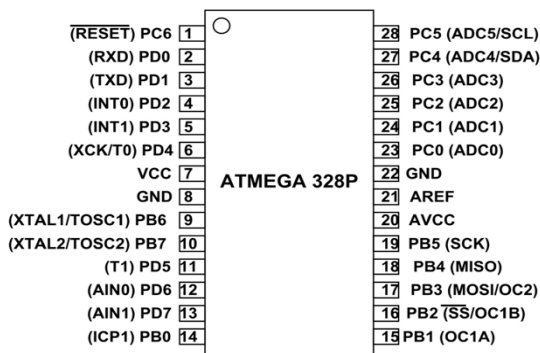 (RESET) PC6 1
(RXD) PD0 2
(TXD) PD1 3
(INT0) PD2 4
(INT1) PD3 5
(XCK/T0) PD4 6
VCC 7
GND 8
(XTAL1/TOSC1) PB6 9
(XTAL2/TOSC2) PB7 10
(T1) PD5 11
(AIN0) PD6 12
(AIN1) PD7 13
(ICP1) PB0 14
ATMEGA 328P
28 PC5 (ADC5/SCL)
27 PC4 (ADC4/SDA)
26 PC3 (ADC3)
25 PC2 (ADC2)
24 PC1 (ADC1)
23 PC0 (ADC0)
22 GND
21 AREF
20 AVCC
19 PB5 (SCK)
18 PB4 (MISO)
17 PB3 (MOSI/OC2)
16 PB2 (SS/OC1B)
15 PB1 (OC1A)